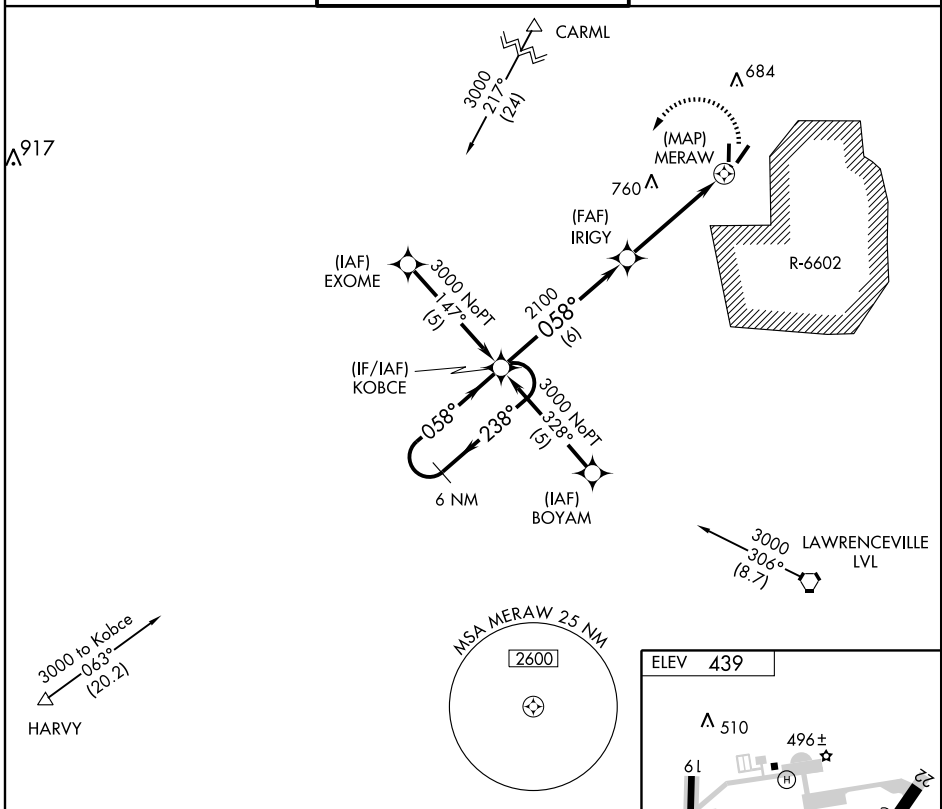 CARML
3000
217°
(24)
684
917
(MAP)
MERAW
760
(FAF)
IRIGY
R-6602
(IAF)
EXOME
3000 NoPT
147°
(5)
2100
058°
(6)
(IF/IAF)
KOBCE
058°
238°
3000 NoPT
328°
(5)
6 NM
(IAF)
BOYAM
3000
306°
(8.7)
LAWRENCEVILLE
LVL
3000 to Kobce
063°
(20.2)
HARVY
MSA MERAW 25 NM
2600
ELEV 439
510
496±
19
H
22